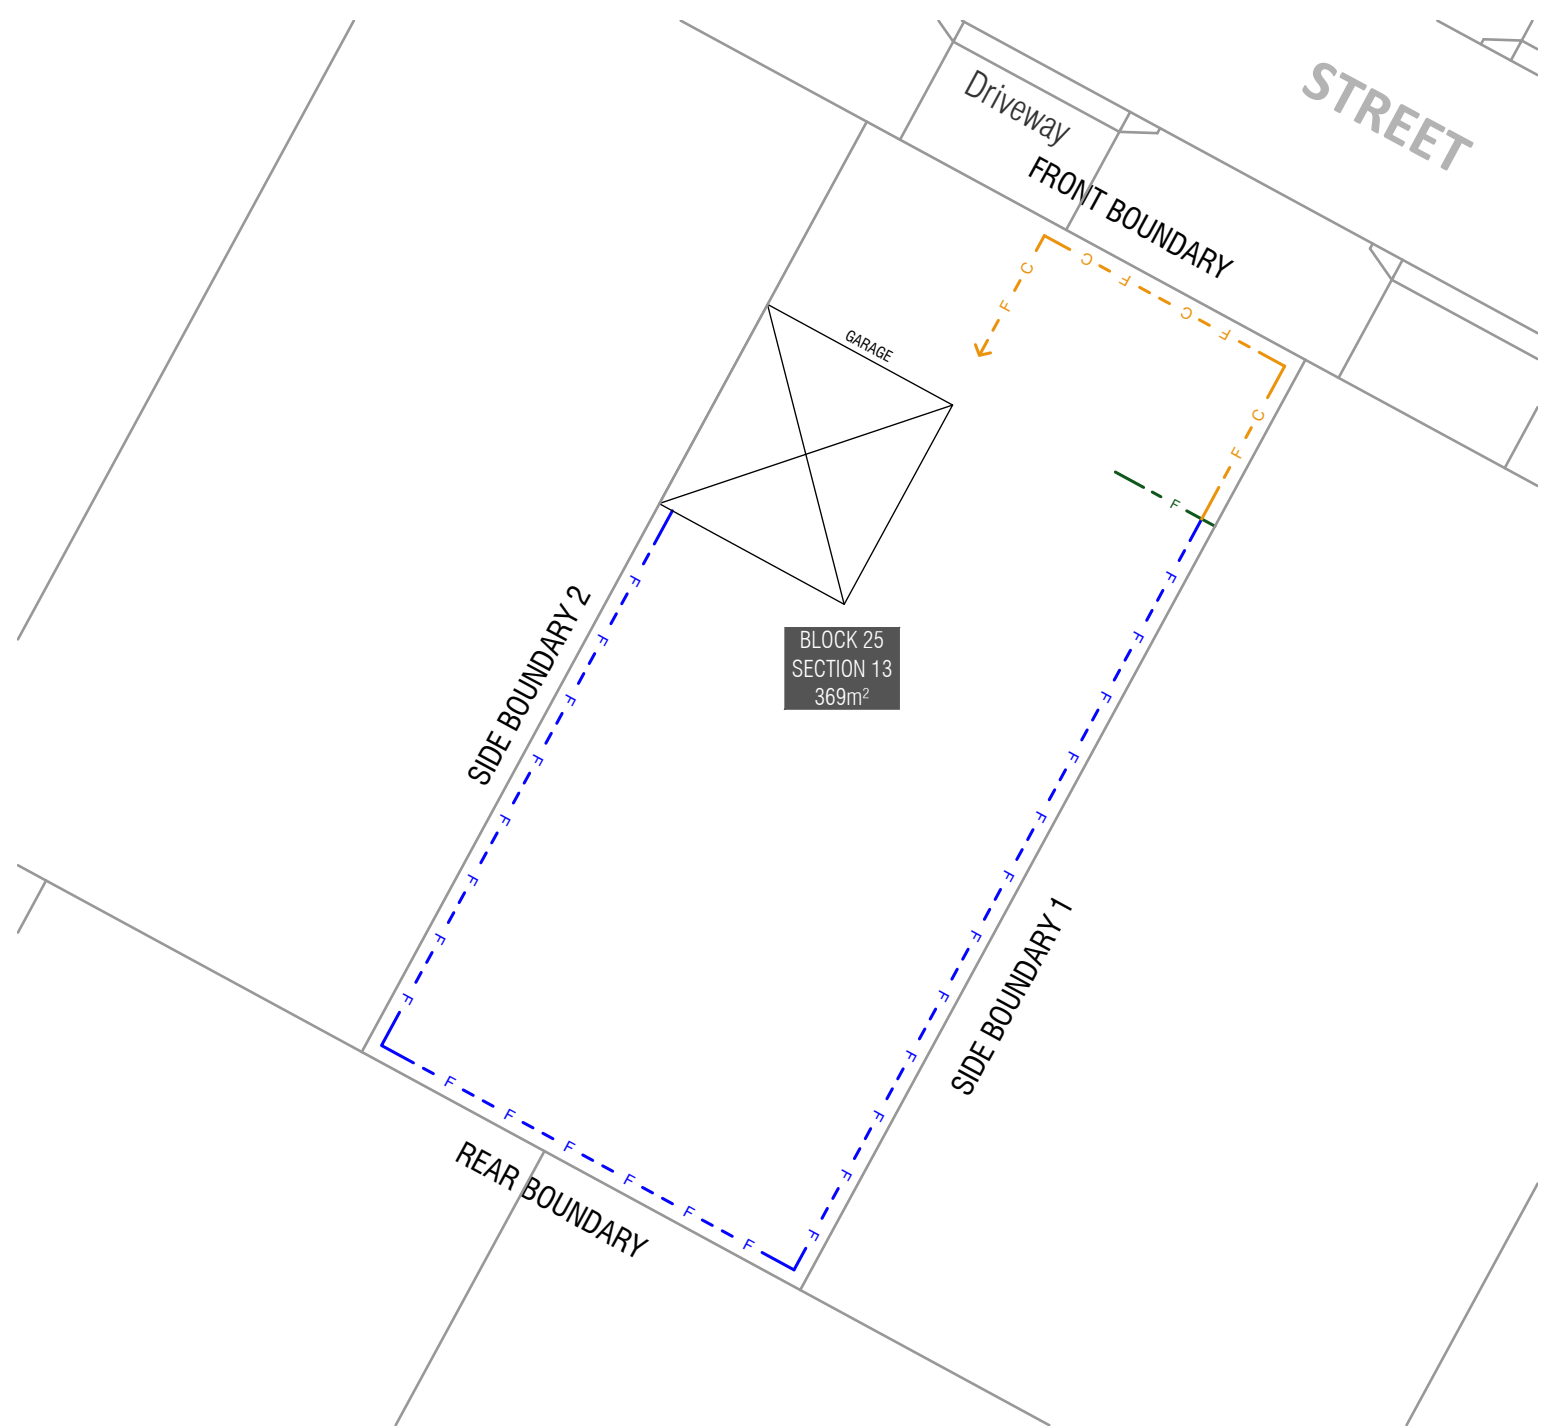 STREET
Driveway
FRONT BOUNDARY
C F C F
C
F
C
F
GARAGE
F
SIDE BOUNDARY 2
F F F F F F F F
BLOCK 25
SECTION 13
369m²
F F F F F F F F F F F F
SIDE BOUNDARY 1
F F F F F F
REAR BOUNDARY